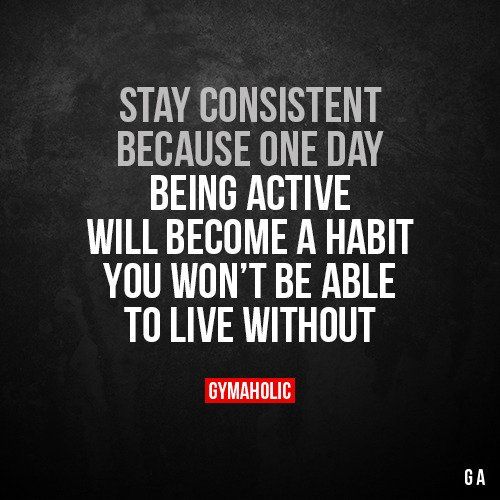 STAY CONSISTENT
BECAUSE ONE DAY
BEING ACTIVE
WILL BECOME A HABIT
YOU WON'T BE ABLE
TO LIVE WITHOUT
GYMAHOLIC
GA